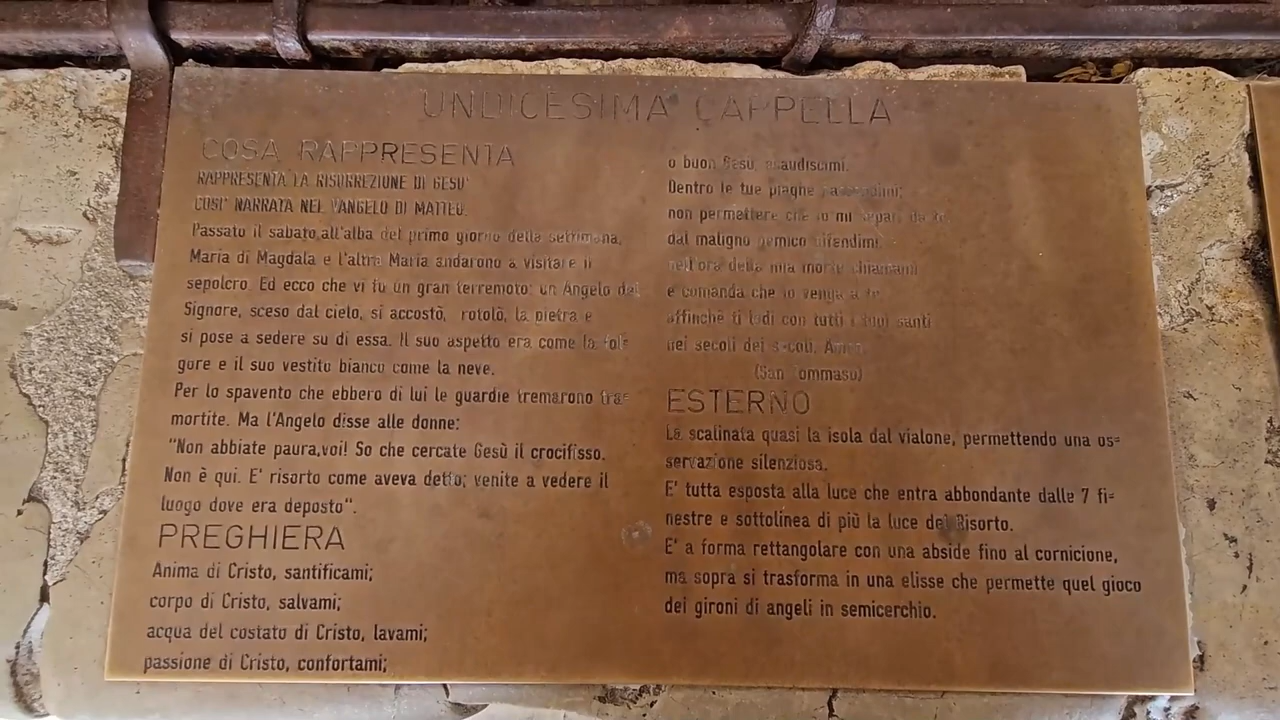 UNDICESIMA CAPPELLA
COSA RAPPRESENTA
RAPPRESENTA LA RISURREZIONE DI GESU'
COSI' NARRATA NEL VANGELO DI MATTEO.
Passato il sabato,all'alba del primo giorno della settimana,
Maria di Magdala e l'altra Maria andarono a visitare il
sepolcro. Ed ecco che vi fu un gran terremoto: un Angelo del
Signore, sceso dal cielo, si accostò, rotolò, la pietra e
si pose a sedere su di essa. Il suo aspetto era come la fol=
gore e il suo vestito bianco come la neve.
Per lo spavento che ebbero di lui le guardie tremarono tra=
mortite. Ma l'Angelo disse alle donne:
"Non abbiate paura,voi! So che cercate Gesù il crocifisso.
Non è qui. E' risorto come aveva detto; venite a vedere il
luogo dove era deposto".
PREGHIERA
Anima di Cristo, santificami;
corpo di Cristo, salvami;
acqua del costato di Cristo, lavami;
passione di Cristo, confortami;
o buon Gesù, esaudiscimi.
Dentro le tue piaghe nascondimi;
non permettere che io mi separi da te.
dal maligno nemico difendimi.
nell'ora della mia morte chiamami
e comanda che io venga a te
affinchè ti lodi con tutti i tuoi santi
nei secoli dei secoli. Amen.
(San Tommaso)
ESTERNO
La scalinata quasi la isola dal vialone, permettendo una os=
servazione silenziosa.
E' tutta esposta alla luce che entra abbondante dalle 7 fi=
nestre e sottolinea di più la luce del Risorto.
E' a forma rettangolare con una abside fino al cornicione,
ma sopra si trasforma in una elisse che permette quel gioco
dei gironi di angeli in semicerchio.